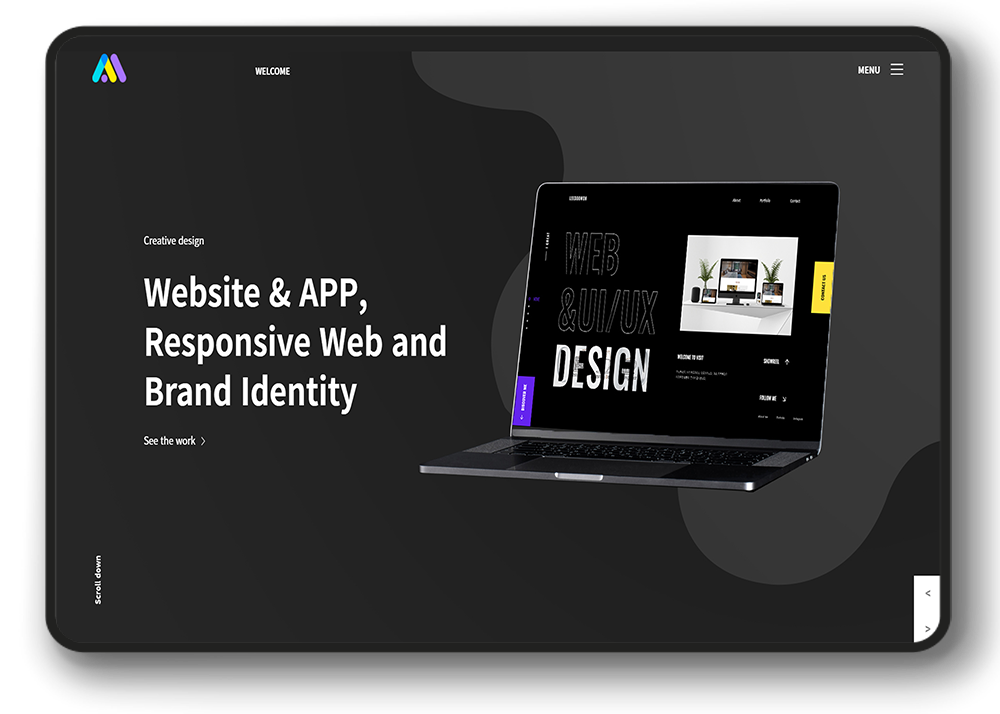 WELCOME
MENU
Creative design
Website & APP,
Responsive Web and
Brand Identity
See the work >
Scroll down
<
>
About
Portfolio
Contact
WEB
&UI/UX
DESIGN
CONTACT US
WELCOME TO VISIT
SHOWREEL
FOLLOW ME
DISCOVER ME